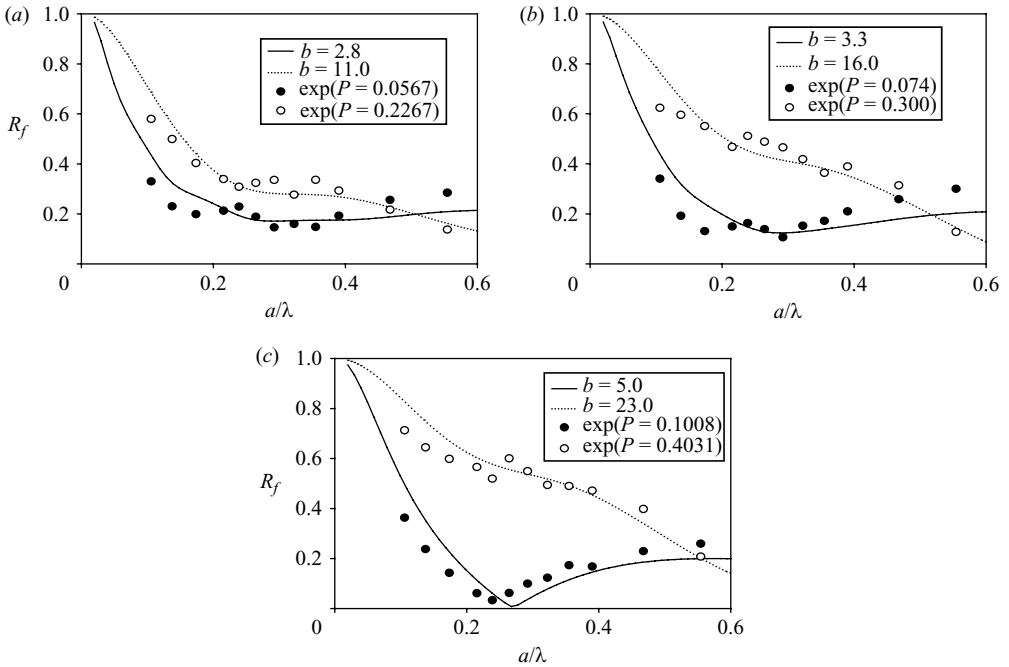 (a)
1.0
0.8
0.6
0.4
0.2
0
R_f
b = 2.8
b = 11.0
exp(P = 0.0567)
exp(P = 0.2267)
0.2
0.4
0.6
a/λ
(b)
1.0
0.8
0.6
0.4
0.2
0
b = 3.3
b = 16.0
exp(P = 0.074)
exp(P = 0.300)
0.2
0.4
0.6
a/λ
(c)
1.0
0.8
0.6
0.4
0.2
0
R_f
b = 5.0
b = 23.0
exp(P = 0.1008)
exp(P = 0.4031)
0.2
0.4
0.6
a/λ